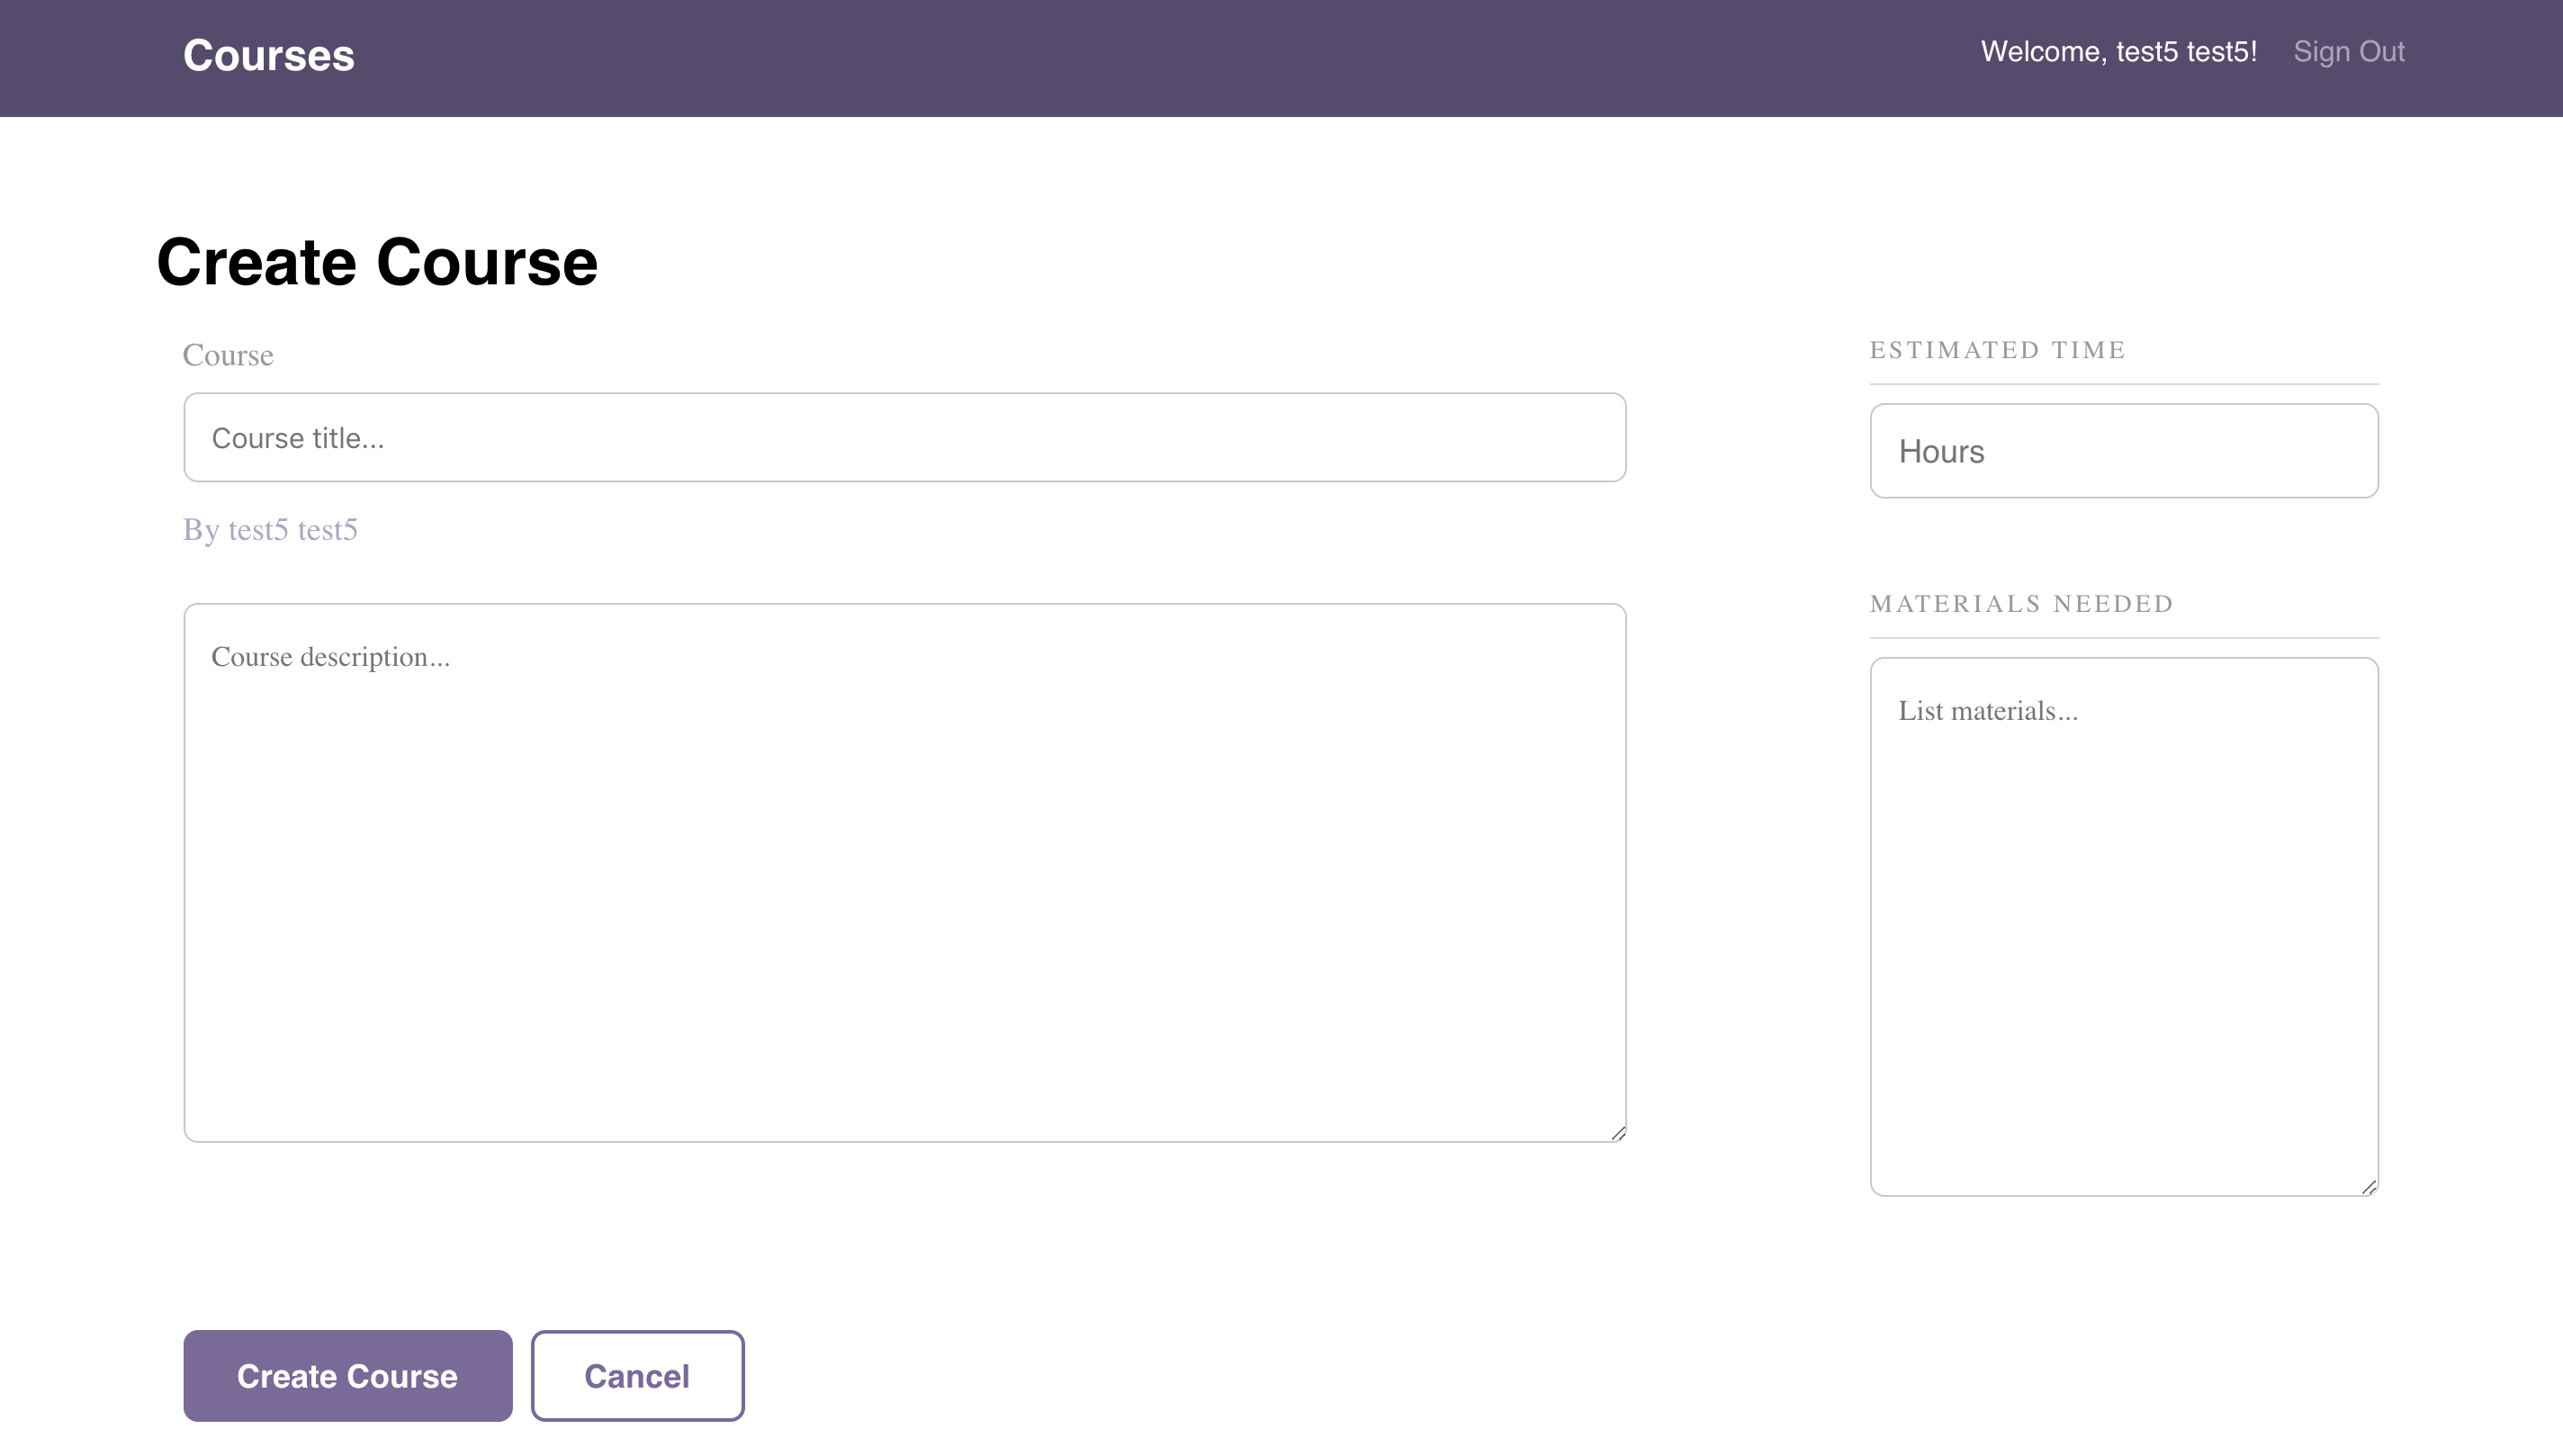 Courses
Welcome, test5 test5!
Sign Out
Create Course
Course
Course title...
By test5 test5
Course description...
ESTIMATED TIME
Hours
MATERIALS NEEDED
List materials...
Create Course
Cancel